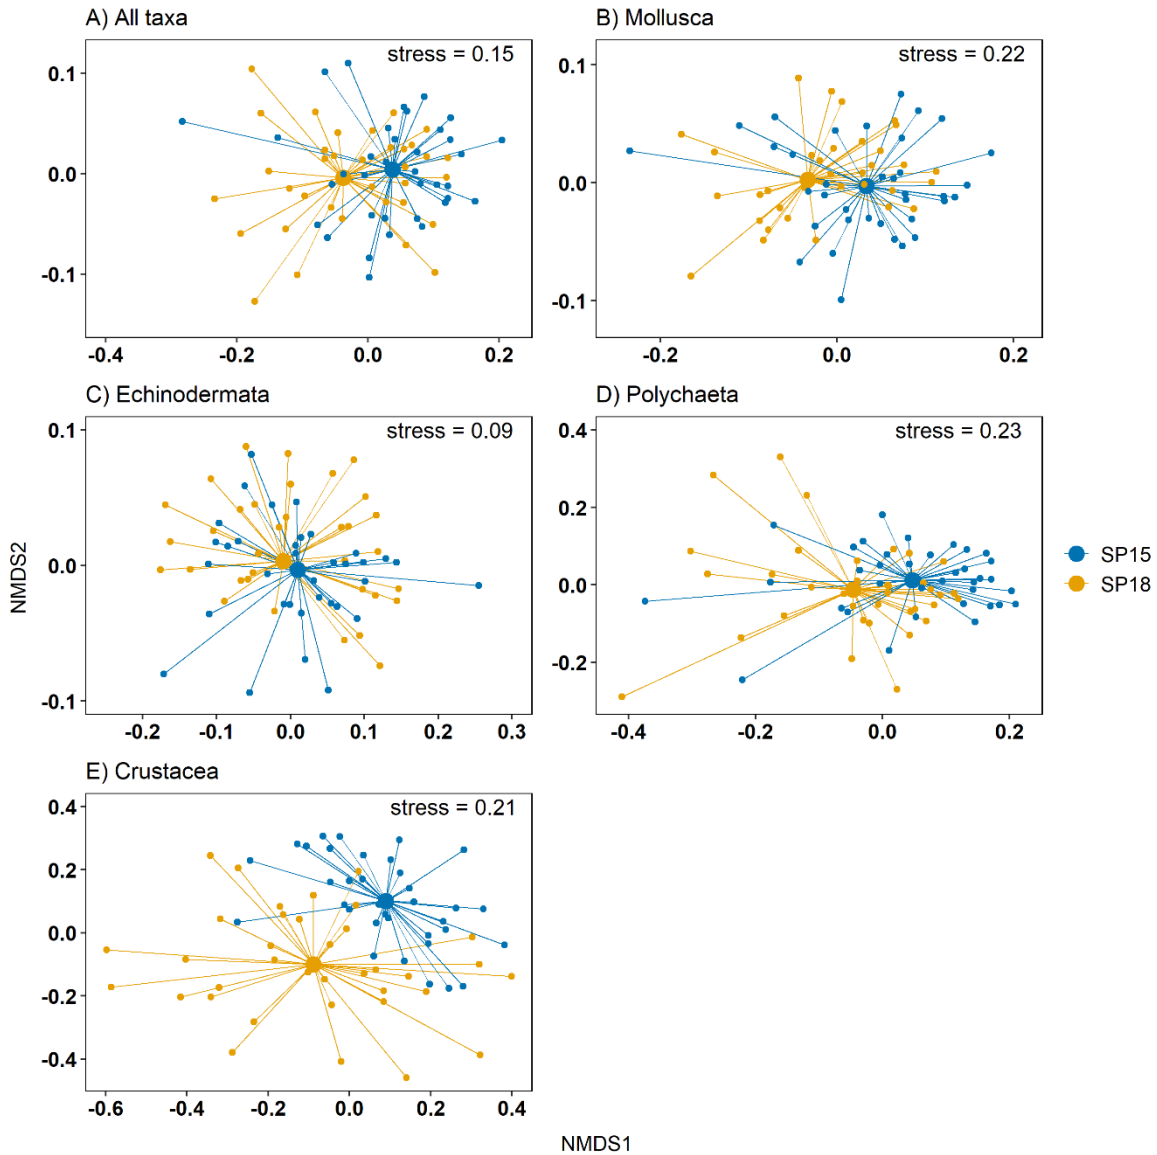 A) All taxa
stress = 0.15
0.1
0.0
-0.1
-0.4 -0.2 0.0 0.2
B) Mollusca
stress = 0.22
0.1
0.0
-0.1
-0.2 0.0 0.2
C) Echinodermata
stress = 0.09
0.1
0.0
-0.1
-0.2 -0.1 0.0 0.1 0.2 0.3
D) Polychaeta
stress = 0.23
0.4
0.2
0.0
-0.2
-0.4 -0.2 0.0 0.2
E) Crustacea
stress = 0.21
0.4
0.2
0.0
-0.2
-0.4
-0.6 -0.4 -0.2 0.0 0.2 0.4
NMDS2
NMDS1
SP15
SP18